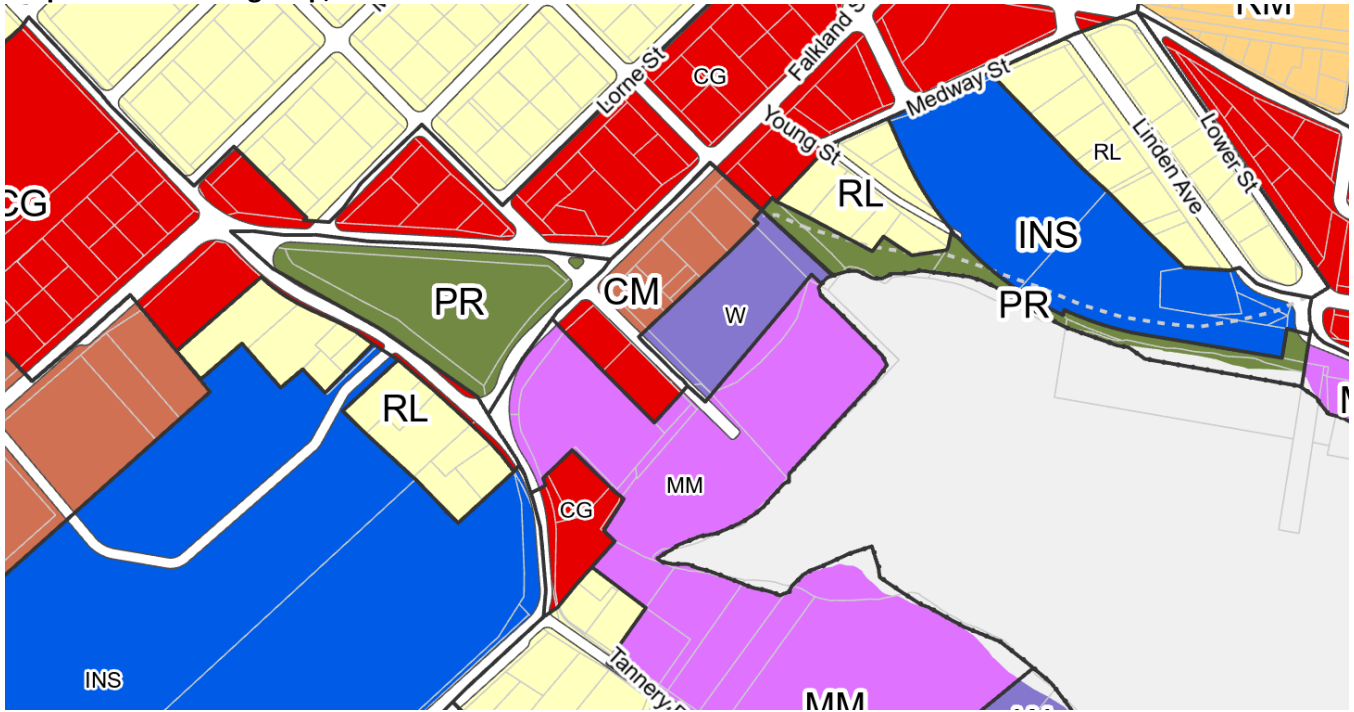 RM
Falkland S
Lorne St
CG
Medway St
Young St
Linden Ave
Lower St
RL
CG
RL
INS
PR
CM
W
PR
RL
MM
CG
INS
Tannery
MM